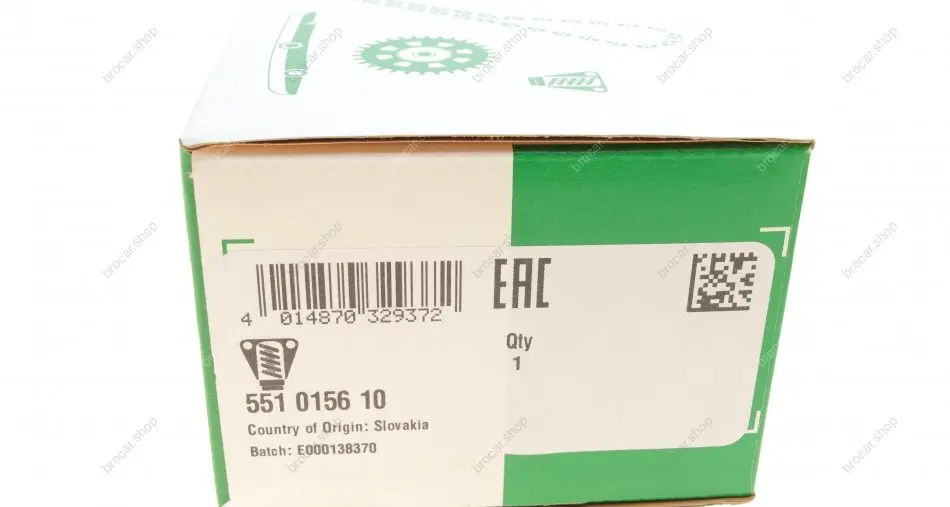 4 014870 329372
EAC
Qty
1
551 0156 10
Country of Origin: Slovakia
Batch: E000138370
brocar.shop